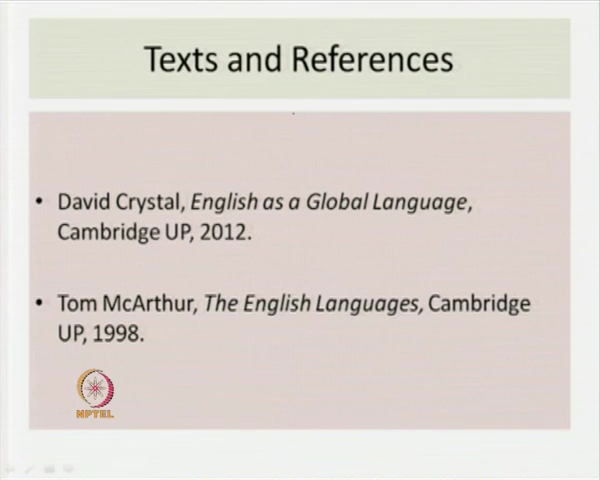 Texts and References
• David Crystal, English as a Global Language,
Cambridge UP, 2012.
• Tom McArthur, The English Languages, Cambridge
UP, 1998.
NPTEL